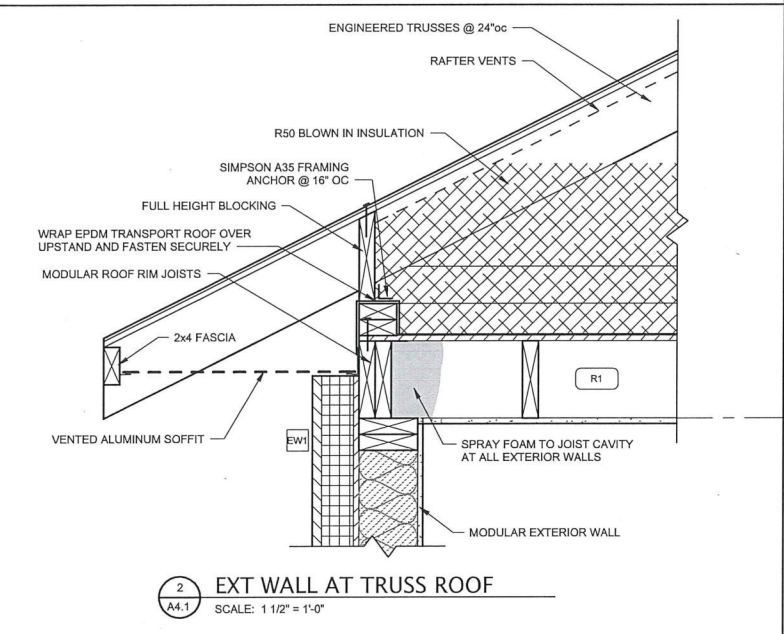 ENGINEERED TRUSSES @ 24"oc
RAFTER VENTS
R50 BLOWN IN INSULATION
SIMPSON A35 FRAMING
ANCHOR @ 16" OC
FULL HEIGHT BLOCKING
WRAP EPDM TRANSPORT ROOF OVER
UPSTAND AND FASTEN SECURELY
MODULAR ROOF RIM JOISTS
2x4 FASCIA
R1
VENTED ALUMINUM SOFFIT
EW1
SPRAY FOAM TO JOIST CAVITY
AT ALL EXTERIOR WALLS
MODULAR EXTERIOR WALL
2
A4.1
EXT WALL AT TRUSS ROOF
SCALE: 1 1/2" = 1'-0"